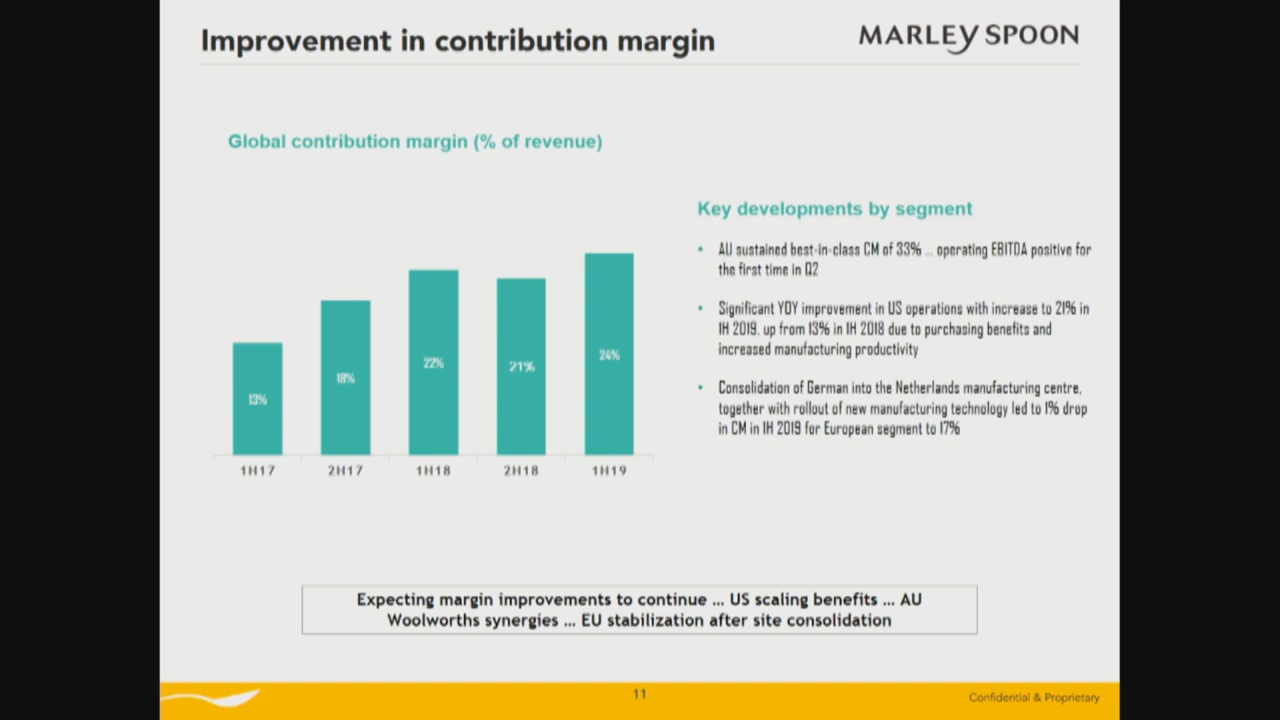 Improvement in contribution margin
MARLEY SPOON
Global contribution margin (% of revenue)
13%
18%
22%
21%
24%
1H17
2H17
1H18
2H18
1H19
Key developments by segment
• AU sustained best-in-class CM of 33% ... operating EBITDA positive for
the first time in Q2
• Significant YOY improvement in US operations with increase to 21% in
1H 2019, up from 13% in 1H 2018 due to purchasing benefits and
increased manufacturing productivity
• Consolidation of German into the Netherlands manufacturing centre,
together with rollout of new manufacturing technology led to 1% drop
in CM in 1H 2019 for European segment to 17%
Expecting margin improvements to continue ... US scaling benefits ... AU
Woolworths synergies ... EU stabilization after site consolidation
11
Confidential & Proprietary